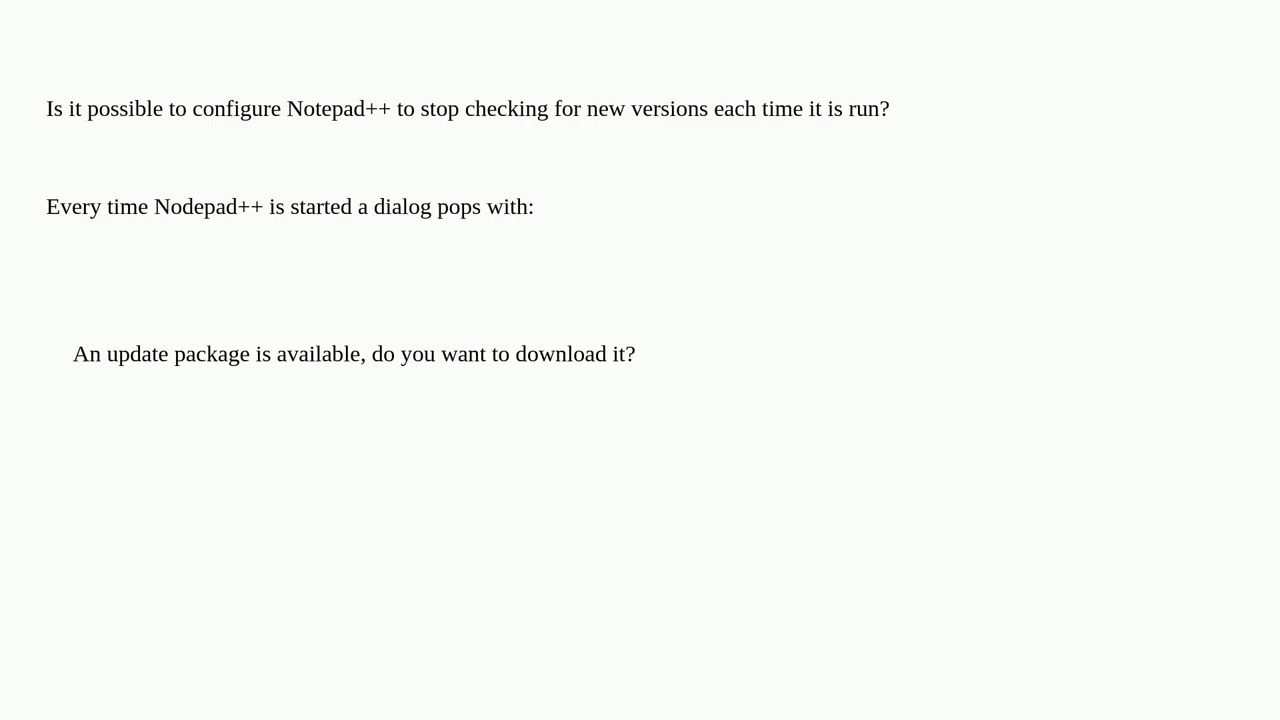 Is it possible to configure Notepad++ to stop checking for new versions each time it is run?
Every time Nodepad++ is started a dialog pops with:
An update package is available, do you want to download it?